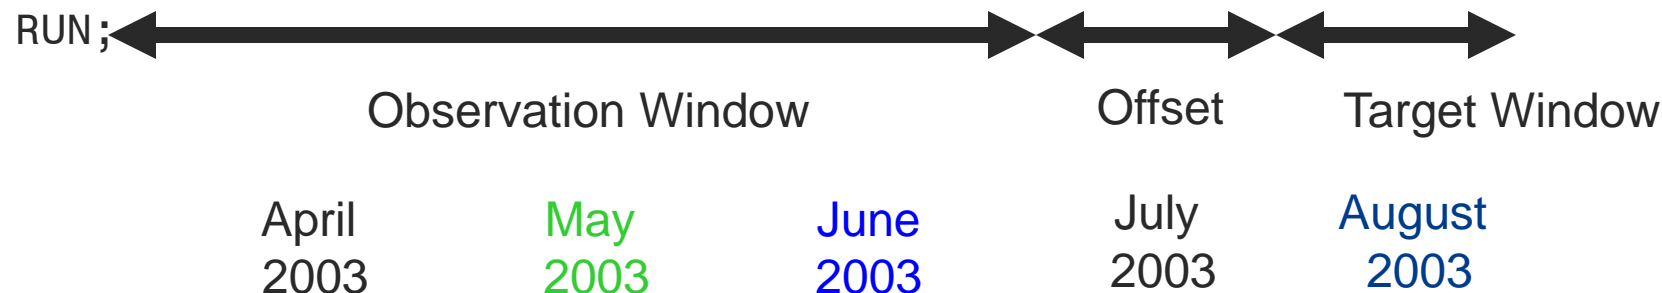 RUN;
Observation Window Offset Target Window
April May June July August
2003 2003 2003 2003 2003